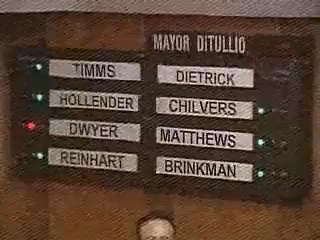 MAYOR DITULLIO
TIMMS DIETRICK
HOLLENDER CHILVERS
DWYER MATTHEWS
REINHART BRINKMAN